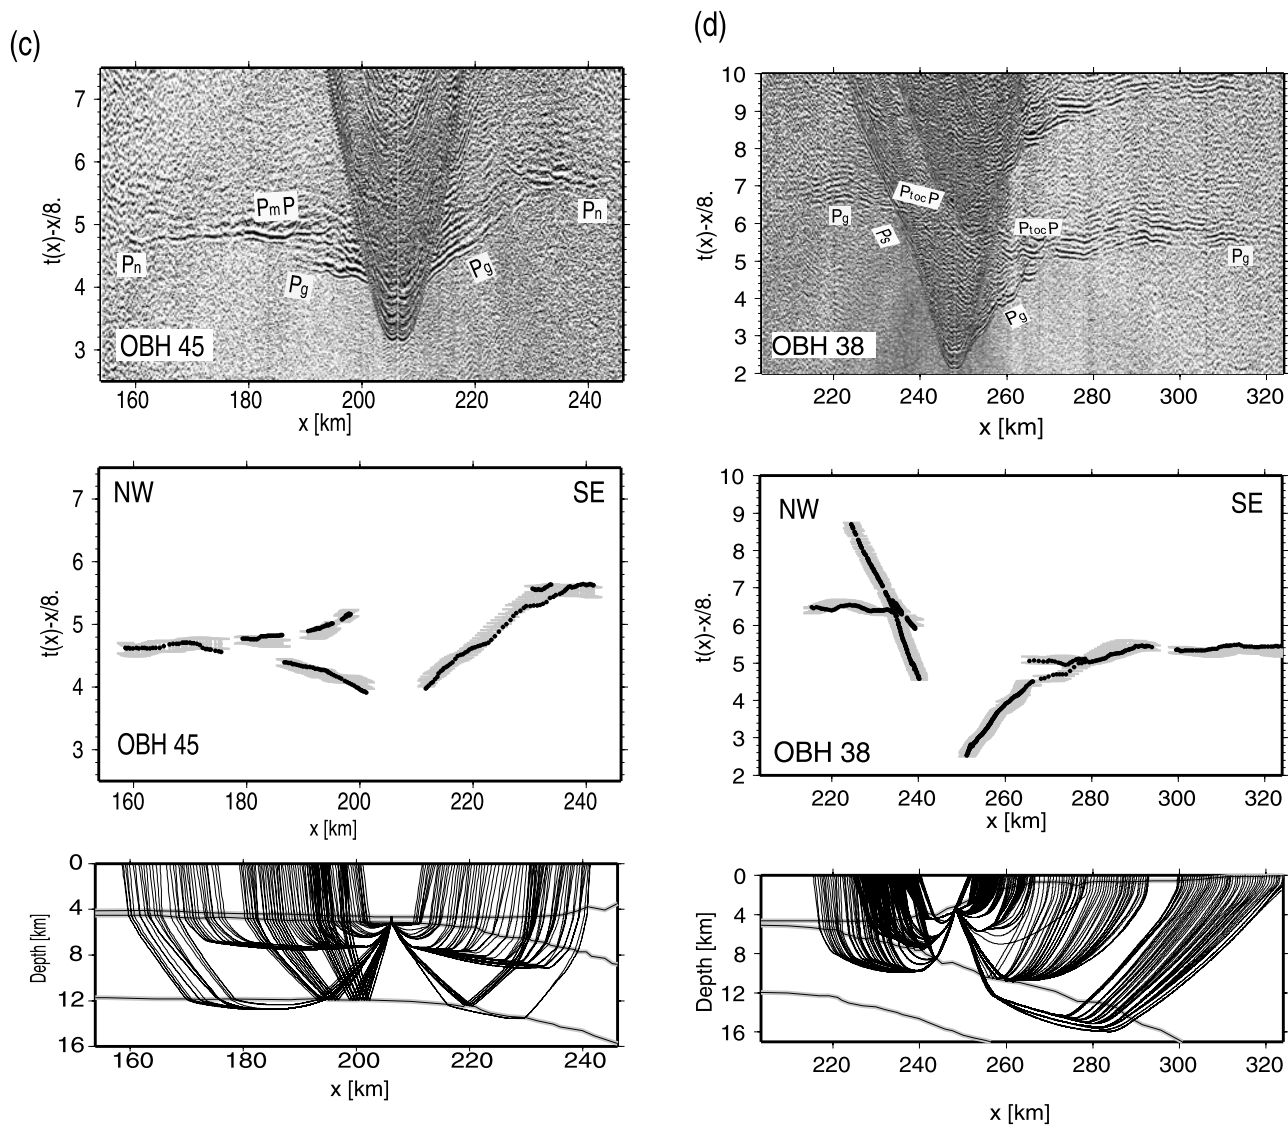 (c)
t(x)-x/8.
7
6
5
4
3
PmP
Pn
Pg
Pg
Pn
OBH 45
160 180 200 220 240
x [km]
(d)
t(x)-x/8.
10
9
8
7
6
5
4
3
2
PtocP
Pg
Ps
PtocP
Pg
Pg
OBH 38
220 240 260 280 300 320
x [km]
NW SE
t(x)-x/8.
7
6
5
4
3
OBH 45
160 180 200 220 240
x [km]
NW SE
t(x)-x/8.
10
9
8
7
6
5
4
3
2
OBH 38
220 240 260 280 300 320
x [km]
Depth [km]
0
4
8
12
16
160 180 200 220 240
x [km]
Depth [km]
0
4
8
12
16
220 240 260 280 300 320
x [km]